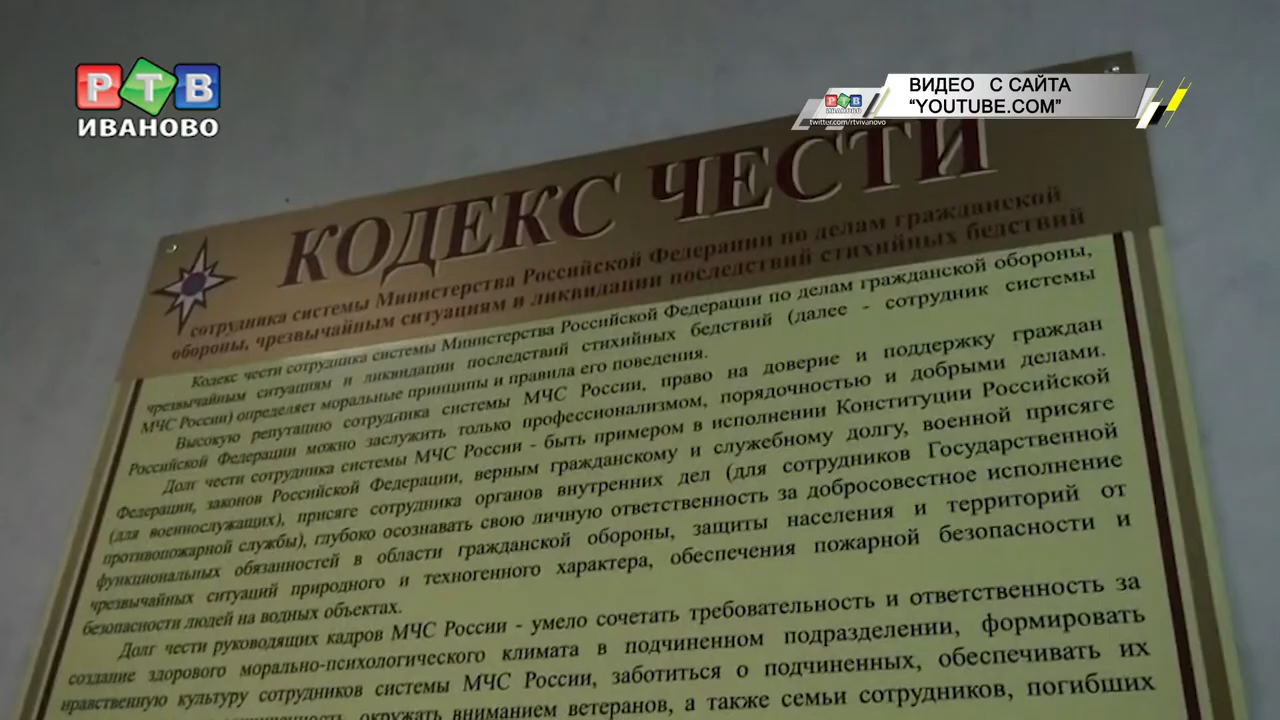 РТВ
ИВАНОВО
РТВ
ИВАНОВО
twitter.com/rtvivanovo
ВИДЕО С САЙТА
“YOUTUBE.COM”
КОДЕКС ЧЕСТИ
сотрудника системы Министерства Российской Федерации по делам гражданской
обороны, чрезвычайным ситуациям и ликвидации последствий стихийных бедствий
Кодекс чести сотрудника системы Министерства Российской Федерации по делам гражданской обороны,
чрезвычайным ситуациям и ликвидации последствий стихийных бедствий (далее - сотрудник системы
МЧС России) определяет моральные принципы и правила его поведения.
Высокую репутацию сотрудника системы МЧС России, право на доверие и поддержку граждан
Российской Федерации можно заслужить только профессионализмом, порядочностью и добрыми делами.
Долг чести сотрудника системы МЧС России - быть примером в исполнении Конституции Российской
Федерации, законов Российской Федерации, верным гражданскому и служебному долгу, военной присяге
(для военнослужащих), присяге сотрудника органов внутренних дел (для сотрудников Государственной
противопожарной службы), глубоко осознавать свою личную ответственность за добросовестное исполнение
функциональных обязанностей в области гражданской обороны, защиты населения и территорий от
чрезвычайных ситуаций природного и техногенного характера, обеспечения пожарной безопасности и
безопасности людей на водных объектах.
Долг чести руководящих кадров МЧС России - умело сочетать требовательность и ответственность за
создание здорового морально-психологического климата в подчиненном подразделении, формировать
нравственную культуру сотрудников системы МЧС России, заботиться о подчиненных, обеспечивать их
окружать вниманием ветеранов, а также семьи сотрудников, погибших